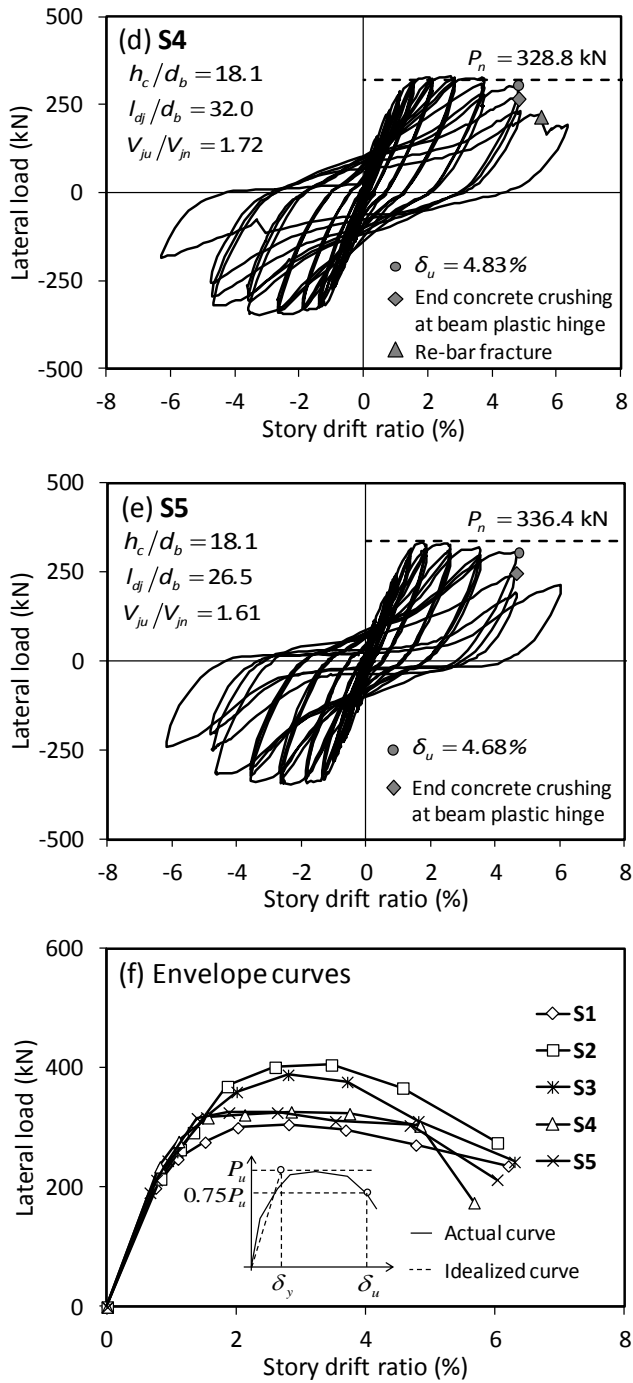 (d) S4
h_c/d_b=18.1
l_dj/d_b=32.0
V_ju/V_jn=1.72
P_n=328.8 kN
500
250
0
-250
-500
Lateral load (kN)
δ_u=4.83%
End concrete crushing
at beam plastic hinge
Re-bar fracture
-8 -6 -4 -2 0 2 4 6 8
Story drift ratio (%)
(e) S5
h_c/d_b=18.1
l_dj/d_b=26.5
V_ju/V_jn=1.61
P_n=336.4 kN
500
250
0
-250
-500
Lateral load (kN)
δ_u=4.68%
End concrete crushing
at beam plastic hinge
-8 -6 -4 -2 0 2 4 6 8
Story drift ratio (%)
(f) Envelope curves
600
400
200
0
Lateral load (kN)
S1
S2
S3
S4
S5
P_u
0.75P_u
δ_y δ_u
Actual curve
Idealized curve
0 2 4 6 8
Story drift ratio (%)